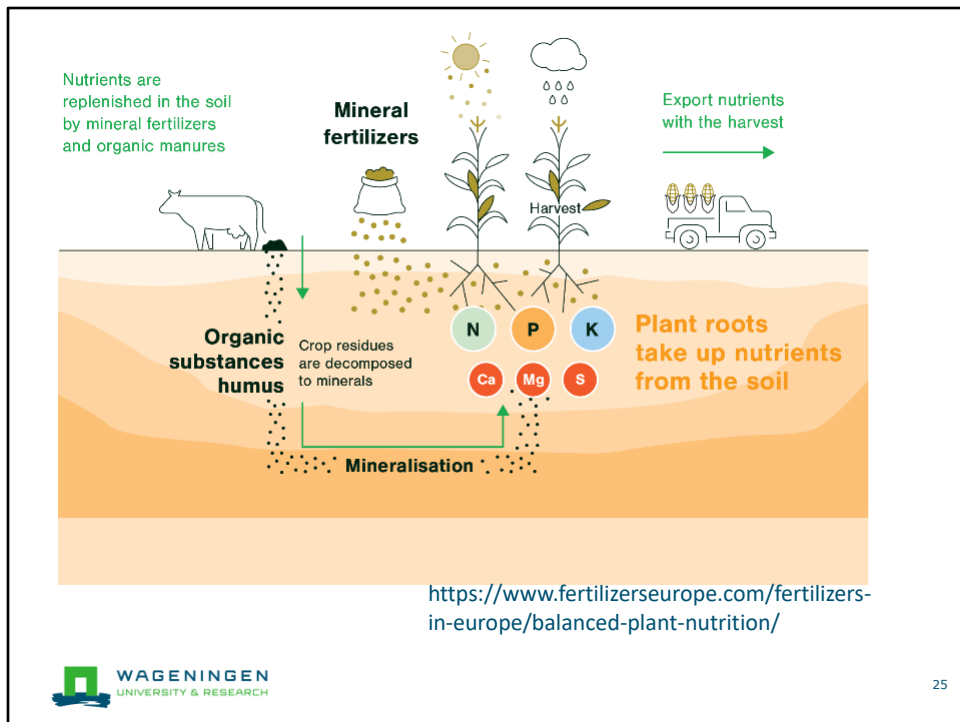 Nutrients are
replenished in the soil
by mineral fertilizers
and organic manures
Mineral
fertilizers
Export nutrients
with the harvest
Harvest
Organic
substances
humus
Crop residues
are decomposed
to minerals
N P K
Ca Mg S
Plant roots
take up nutrients
from the soil
Mineralisation
https://www.fertilizerseurope.com/fertilizers-
in-europe/balanced-plant-nutrition/
WAGENINGEN
UNIVERSITY & RESEARCH
25